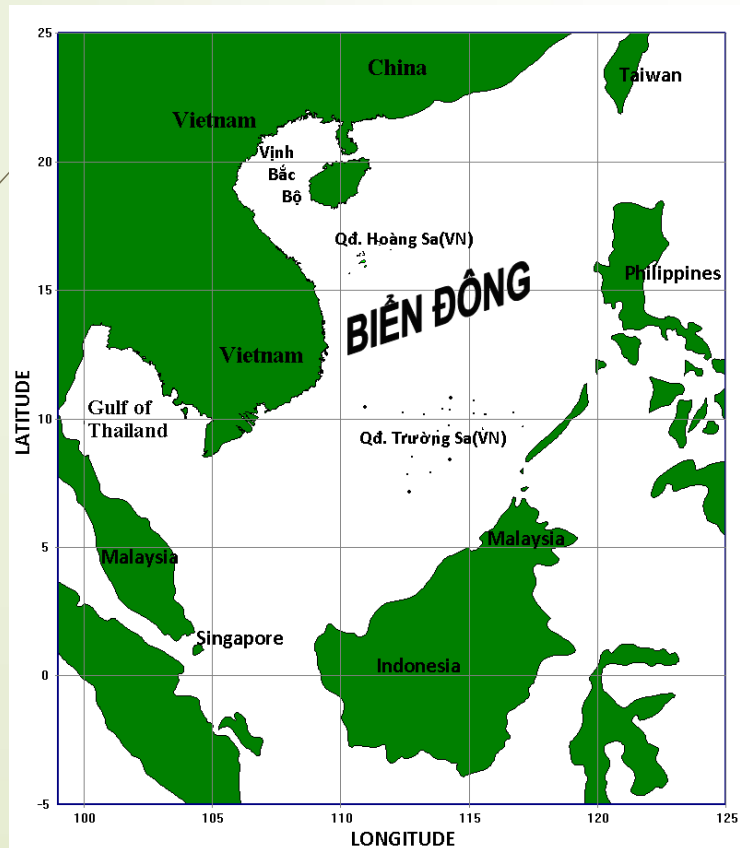 25
China
Taiwan
Vietnam
Vịnh
Bắc
Bộ
20
Qđ. Hoàng Sa(VN)
Philippines
15
BIỂN ĐÔNG
Vietnam
LATITUDE
Gulf of
Thailand
10
Qđ. Trường Sa(VN)
Malaysia
5
Malaysia
Singapore
Indonesia
0
-5
100 105 110 115 120 125
LONGITUDE